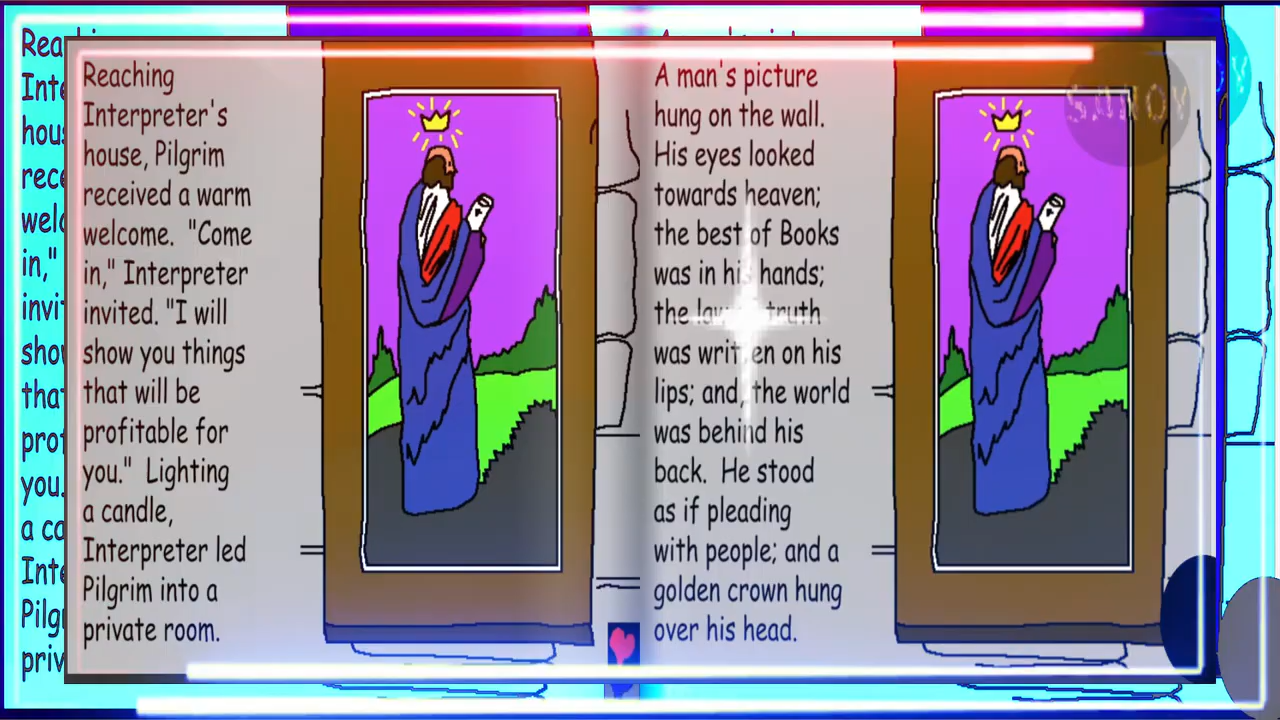 Reaching
Interpreter's
house, Pilgrim
received a warm
welcome. "Come
in," Interpreter
invited. "I will
show you things
that will be
profitable for
you." Lighting
a candle,
Interpreter led
Pilgrim into a
private room.
A man's picture
hung on the wall.
His eyes looked
towards heaven;
the best of Books
was in his hands;
the truth
was written on his
lips; and, the world
was behind his
back. He stood
as if pleading
with people; and a
golden crown hung
over his head.